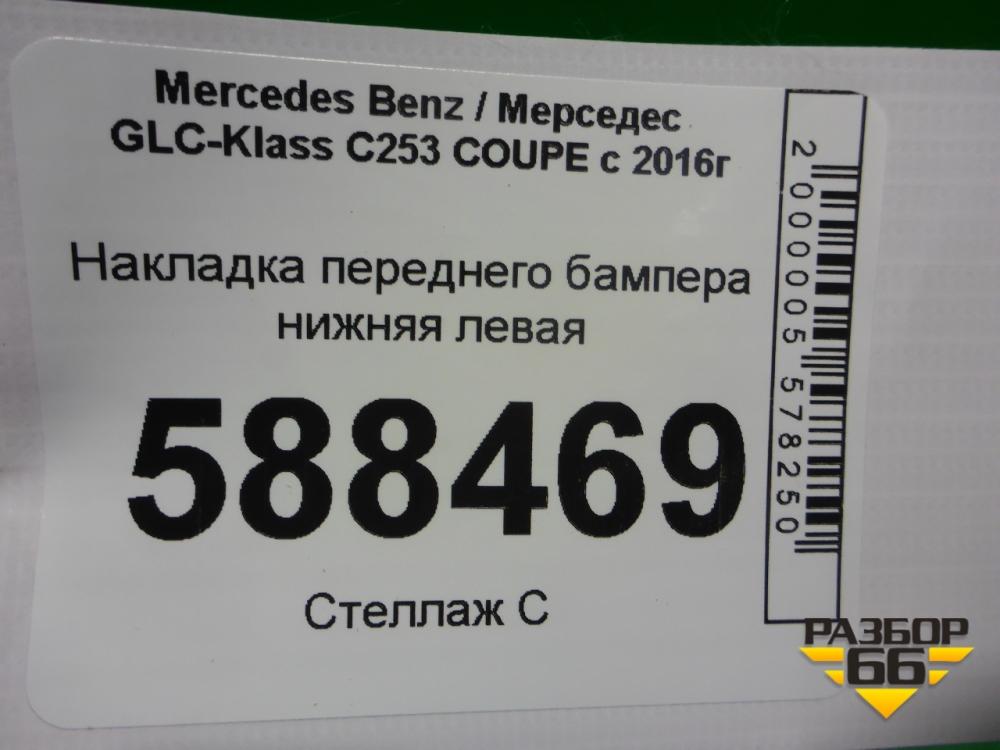 Mercedes Benz / Мерседес
GLC-Klass C253 COUPE с 2016г
Накладка переднего бампера
нижняя левая
588469
Стеллаж С
2000005578250
РАЗБОР
66